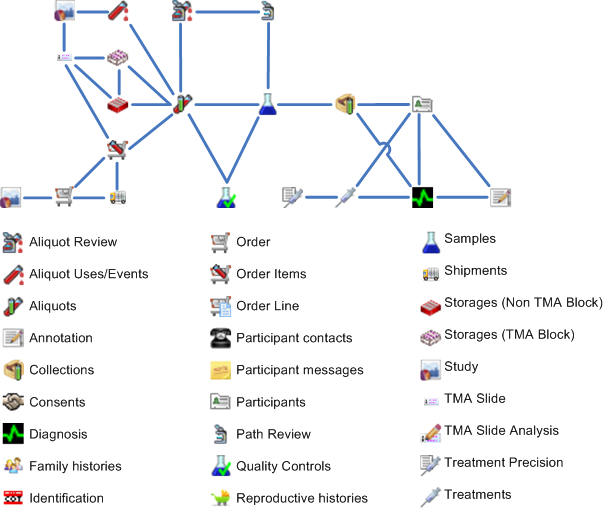 Aliquot Review
Aliquot Uses/Events
Aliquots
Annotation
Collections
Consents
Diagnosis
Family histories
Identification
Order
Order Items
Order Line
Participant contacts
Participant messages
Participants
Path Review
Quality Controls
Reproductive histories
Samples
Shipments
Storages (Non TMA Block)
Storages (TMA Block)
Study
TMA Slide
TMA Slide Analysis
Treatment Precision
Treatments